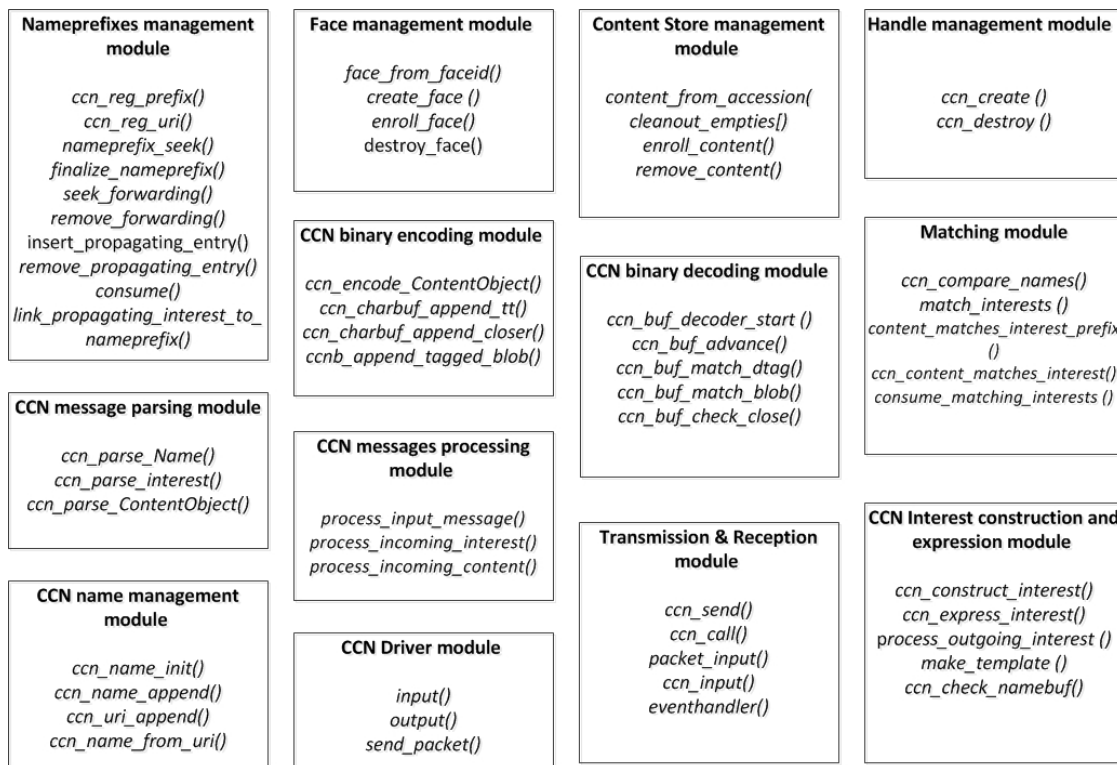 Nameprefixes management
module
ccn_reg_prefix()
ccn_reg_uri()
nameprefix_seek()
finalize_nameprefix()
seek_forwarding()
remove_forwarding()
insert_propagating_entry()
remove_propagating_entry()
consume()
link_propagating_interest_to_
nameprefix()
CCN message parsing module
ccn_parse_Name()
ccn_parse_interest()
ccn_parse_ContentObject()
CCN name management
module
ccn_name_init()
ccn_name_append()
ccn_uri_append()
ccn_name_from_uri()
Face management module
face_from_faceid()
create_face ()
enroll_face()
destroy_face()
CCN binary encoding module
ccn_encode_ContentObject()
ccn_charbuf_append_tt()
ccn_charbuf_append_closer()
ccnb_append_tagged_blob()
CCN messages processing
module
process_input_message()
process_incoming_interest()
process_incoming_content()
CCN Driver module
input()
output()
send_packet()
Content Store management
module
content_from_accession(
cleanout_empties[)
enroll_content()
remove_content()
CCN binary decoding module
ccn_buf_decoder_start ()
ccn_buf_advance()
ccn_buf_match_dtag()
ccn_buf_match_blob()
ccn_buf_check_close()
Transmission & Reception
module
ccn_send()
ccn_call()
packet_input()
ccn_input()
eventhandler()
Handle management module
ccn_create ()
ccn_destroy ()
Matching module
ccn_compare_names()
match_interests ()
content_matches_interest_prefix
()
ccn_content_matches_interest()
consume_matching_interests ()
CCN Interest construction and
expression module
ccn_construct_interest()
ccn_express_interest()
process_outgoing_interest ()
make_template ()
ccn_check_namebuf()